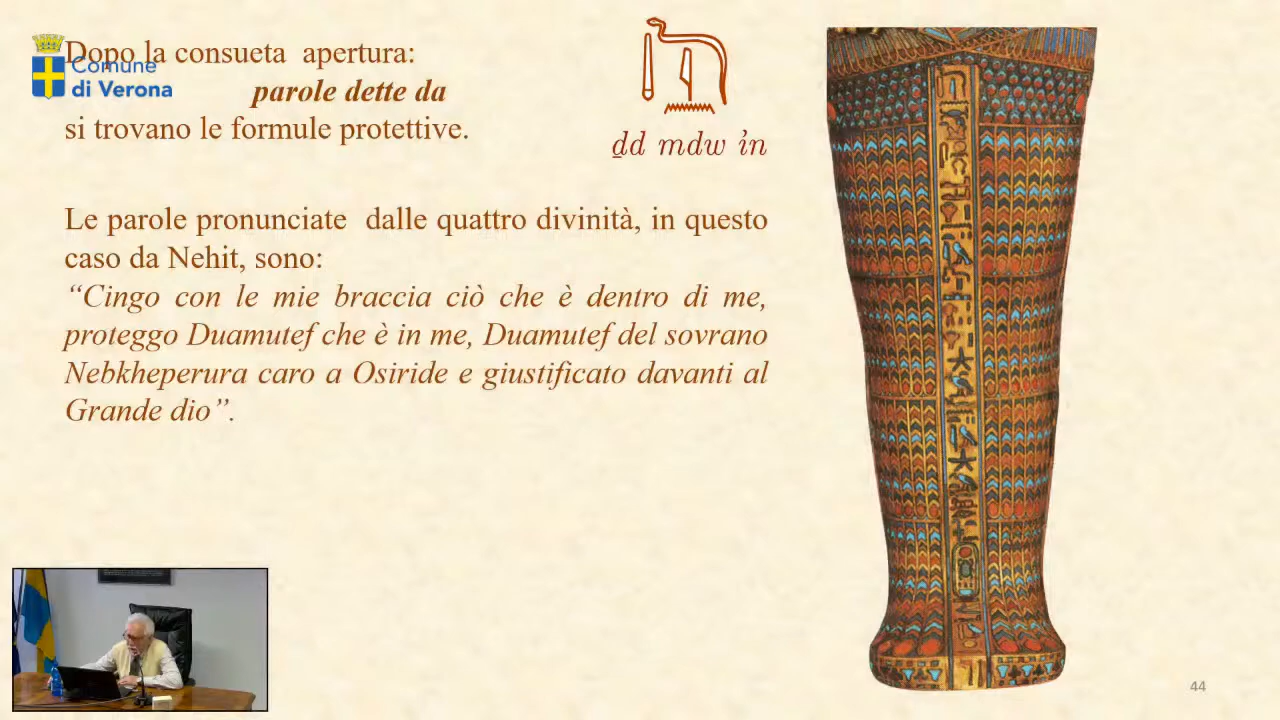 Dopo la consueta apertura:
Comune
di Verona
parole dette da
si trovano le formule protettive.
ḏd mdw ỉn
Le parole pronunciate dalle quattro divinità, in questo
caso da Nehit, sono:
“Cingo con le mie braccia ciò che è dentro di me,
proteggo Duamutef che è in me, Duamutef del sovrano
Nebkheperura caro a Osiride e giustificato davanti al
Grande dio”.
44